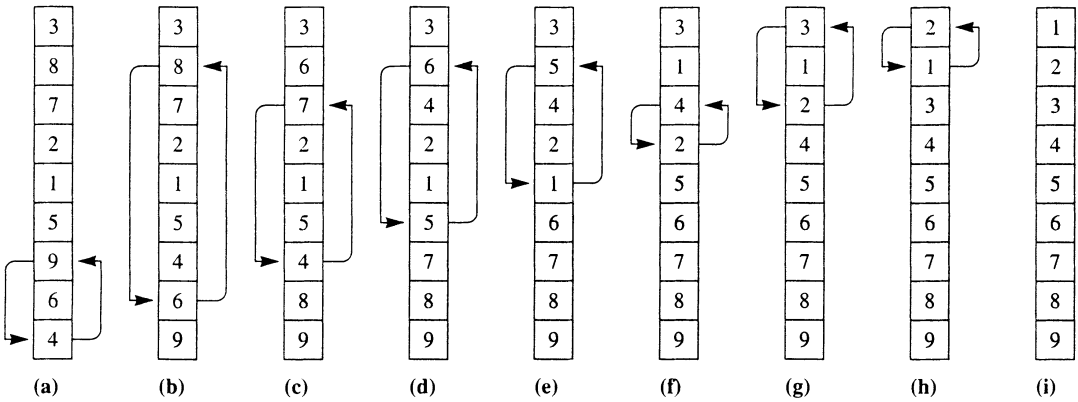 3 3 3 3 3 3 3 2 1
8 8 6 6 5 1 1 1 2
7 7 7 4 4 4 2 3 3
2 2 2 2 2 2 4 4 4
1 1 1 1 1 5 5 5 5
5 5 5 5 6 6 6 6 6
9 4 4 7 7 7 7 7 7
6 6 8 8 8 8 8 8 8
4 9 9 9 9 9 9 9 9
(a) (b) (c) (d) (e) (f) (g) (h) (i)